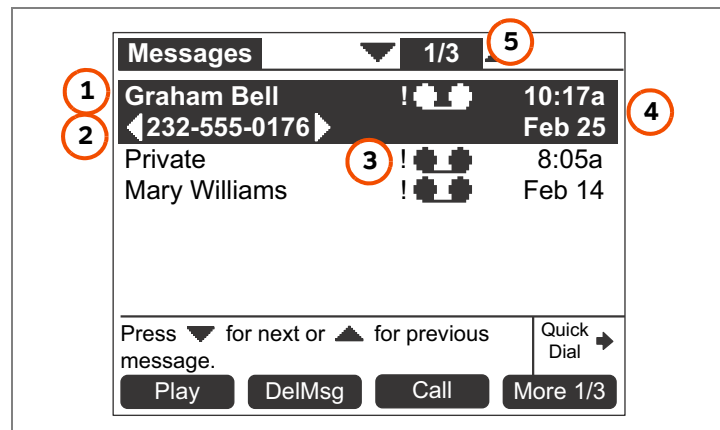 Messages 1/3 5
1 Graham Bell ! 10:17a
2 232-555-0176 Feb 25 4
Private 3 ! 8:05a
Mary Williams ! Feb 14
Press for next or for previous
message.
Quick
Dial
Play DelMsg Call More 1/3